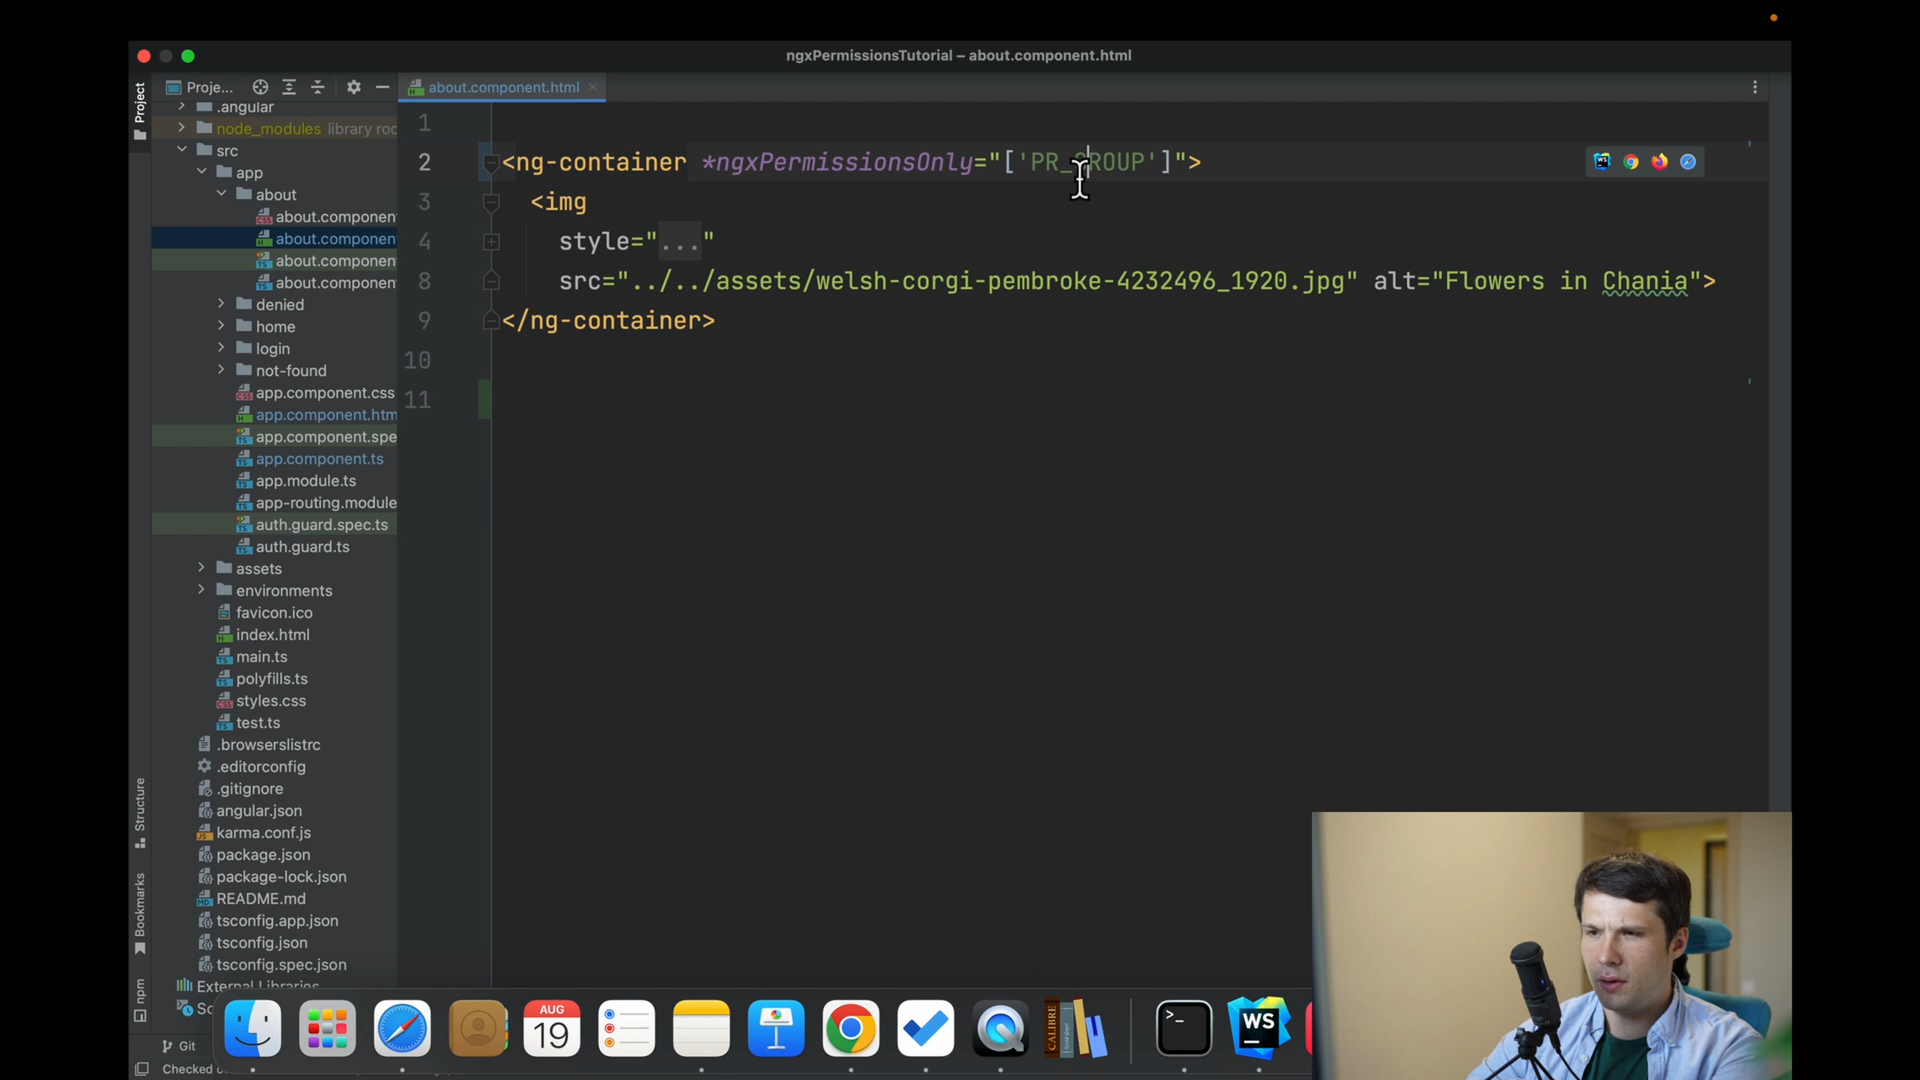 ngxPermissionsTutorial – about.component.html
Project
Proje...
about.component.html
.angular
node_modules library roo
src
app
about
about.componen
about.componen
about.componen
about.componen
denied
home
login
not-found
app.component.css
app.component.htm
app.component.spe
app.component.ts
app.module.ts
app-routing.module
auth.guard.spec.ts
auth.guard.ts
assets
environments
favicon.ico
index.html
main.ts
polyfills.ts
styles.css
test.ts
.browserslistrc
.editorconfig
.gitignore
angular.json
karma.conf.js
package.json
package-lock.json
README.md
tsconfig.app.json
tsconfig.json
tsconfig.spec.json
External Libraries
Sc
1
2 <ng-container *ngxPermissionsOnly="['PR_GROUP']">
3 <img
4 style="..."
8 src="../../assets/welsh-corgi-pembroke-4232496_1920.jpg" alt="Flowers in Chania">
9 </ng-container>
10
11
Structure
Bookmarks
npm
Git
Checked o
AUG
19
CALIBRE
>_
WS